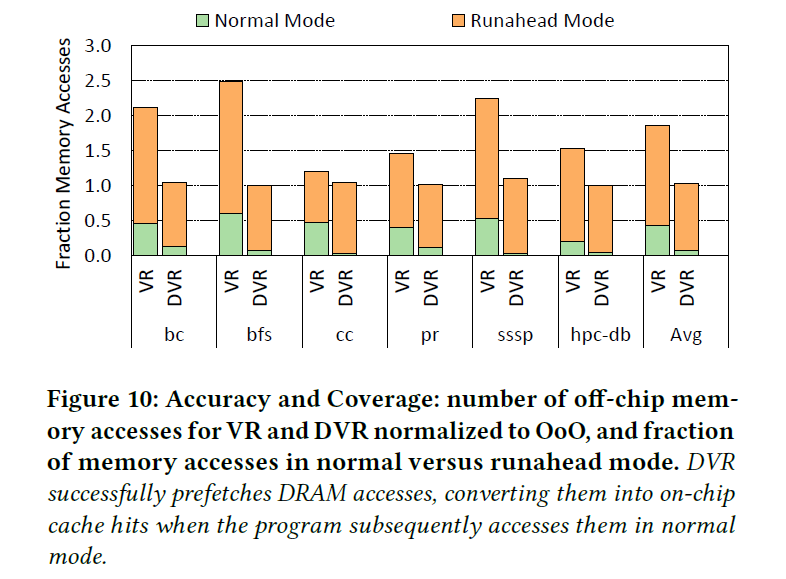 Normal Mode Runahead Mode
Fraction Memory Accesses
3.0
2.5
2.0
1.5
1.0
0.5
0.0
VR DVR VR DVR VR DVR VR DVR VR DVR VR DVR VR DVR
bc bfs cc pr sssp hpc-db Avg
Figure 10: Accuracy and Coverage: number of off-chip mem-
ory accesses for VR and DVR normalized to OoO, and fraction
of memory accesses in normal versus runahead mode. DVR
successfully prefetches DRAM accesses, converting them into on-chip
cache hits when the program subsequently accesses them in normal
mode.